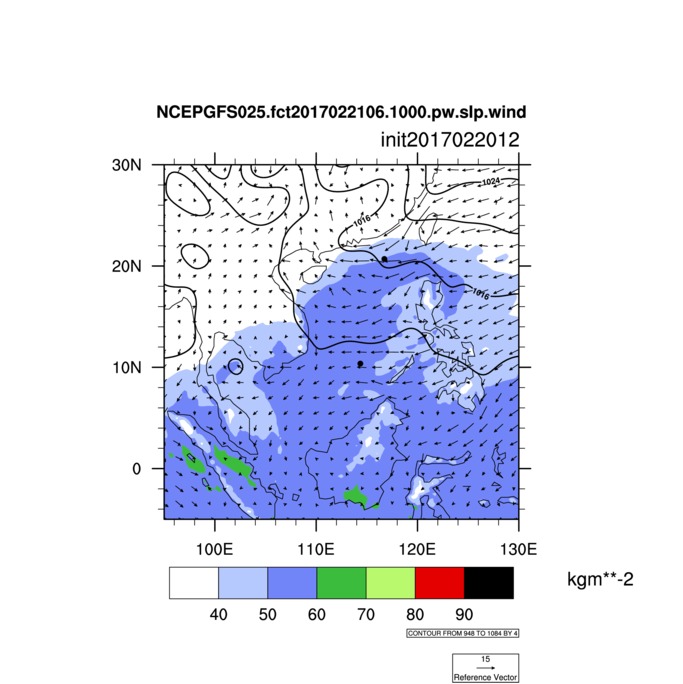 NCEPGFS025.fct2017022106.1000.pw.slp.wind
init2017022012
30N
1024
1016
20N
1016
10N
0
100E 110E 120E 130E
kgm**-2
40 50 60 70 80 90
CONTOUR FROM 948 TO 1084 BY 4
15
Reference Vector